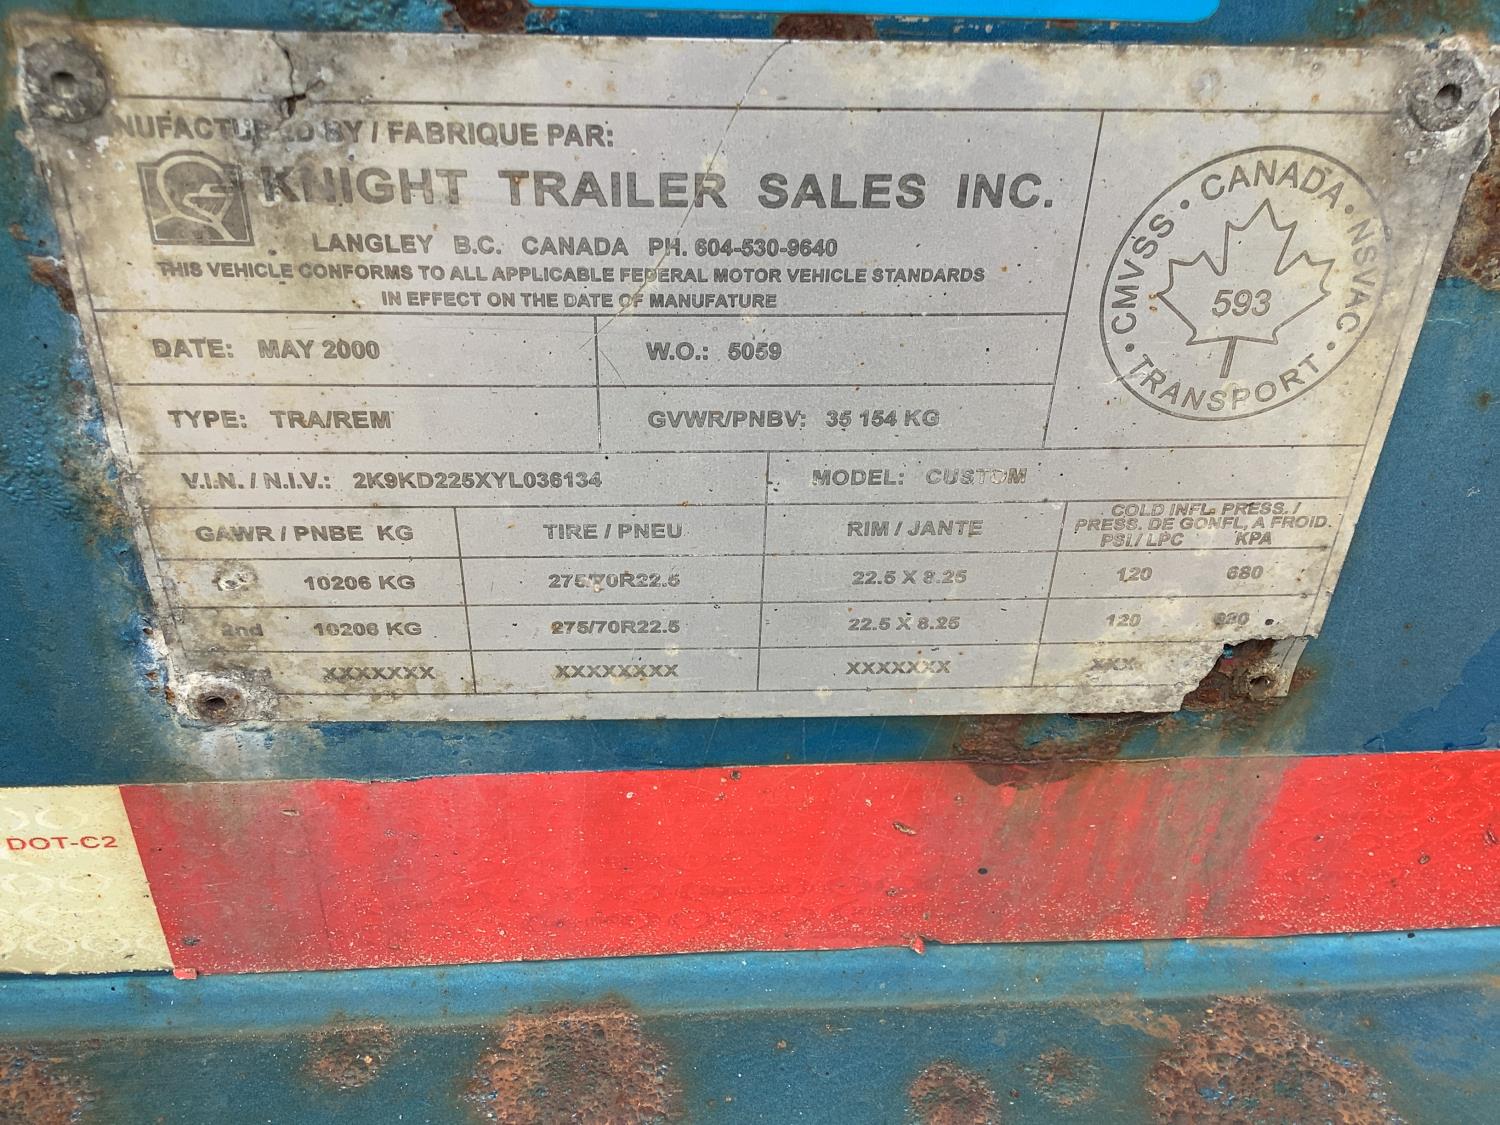 NUFACTURED BY / FABRIQUE PAR:
KNIGHT TRAILER SALES INC.
LANGLEY B.C. CANADA PH. 604-530-9640
THIS VEHICLE CONFORMS TO ALL APPLICABLE FEDERAL MOTOR VEHICLE STANDARDS
IN EFFECT ON THE DATE OF MANUFATURE
CMVSS • CANADA • NSVAC • TRANSPORT •
593
DATE: MAY 2000 W.O.: 5059
TYPE: TRA/REM GVWR/PNBV: 35 154 KG
V.I.N. / N.I.V.: 2K9KD225XYL036134 MODEL: CUSTOM
GAWR / PNBE KG TIRE / PNEU RIM / JANTE COLD INFL. PRESS. /
PRESS. DE GONFL, A FROID.
PSI./ LPC KPA
10206 KG 275/70R22.5 22.5 X 8.25 120 680
2nd 10206 KG 275/70R22.5 22.5 X 8.25 120
XXXXXXX XXXXXXXX XXXXXXX XXX
DOT-C2